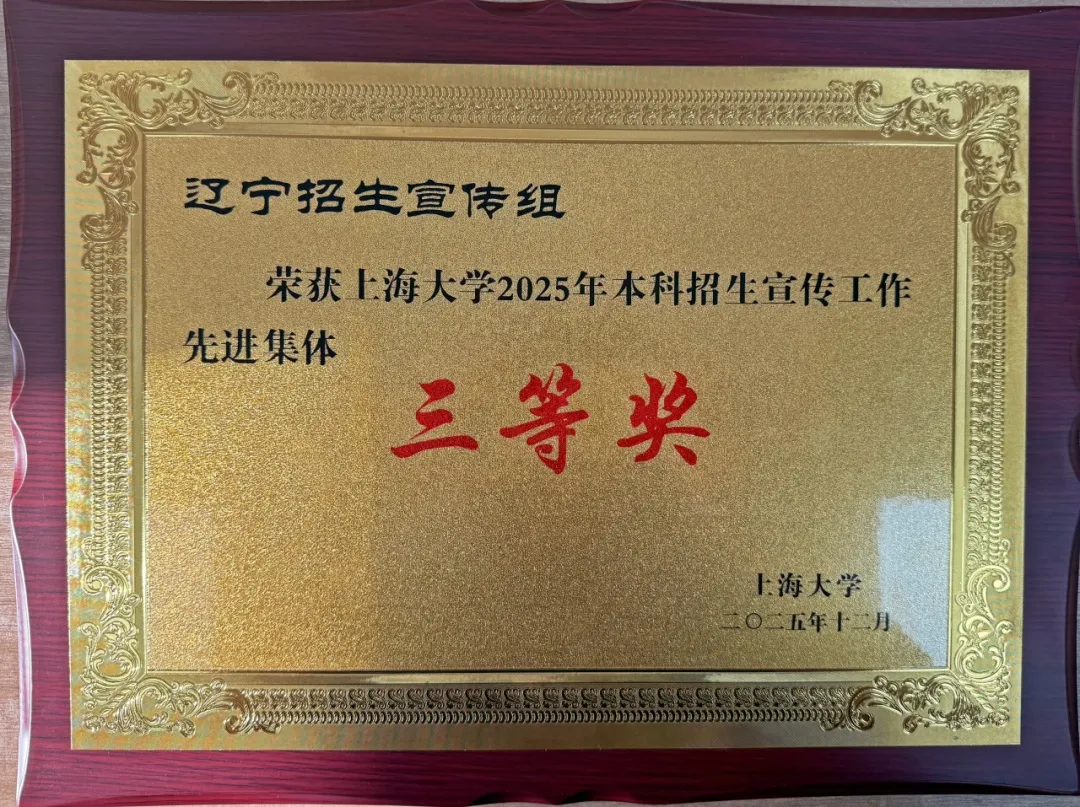 辽宁招生宣传组
荣获上海大学2025年本科招生宣传工作
先进集体
三等奖
上海大学
二〇二五年十二月